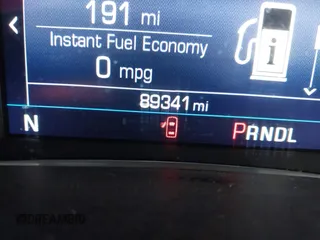 191 mi
Instant Fuel Economy
0 mpg
89341 mi
N PRNDL